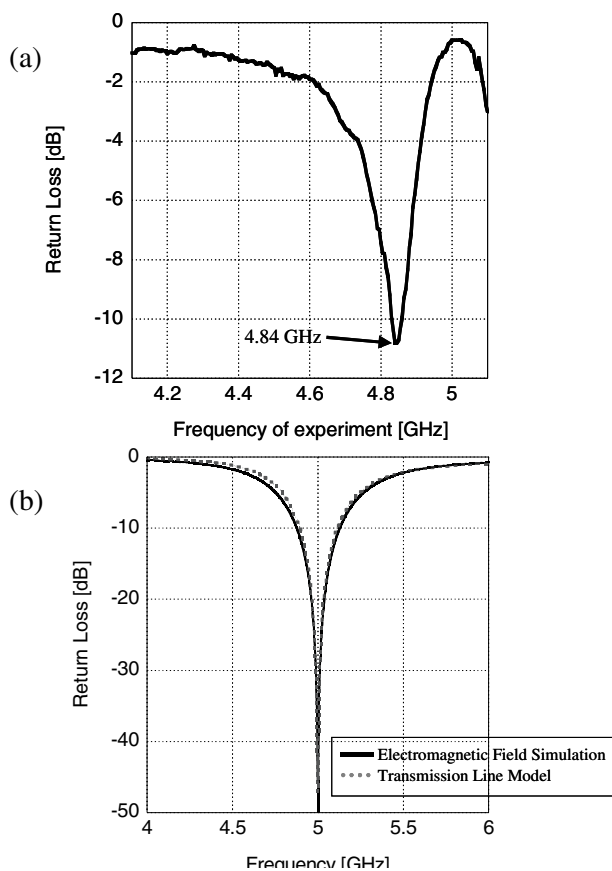 (a)
Return Loss [dB]
0
-2
-4
-6
-8
-10
-12
4.84 GHz
4.2 4.4 4.6 4.8 5
Frequency of experiment [GHz]
(b)
Return Loss [dB]
0
-10
-20
-30
-40
-50
Electromagnetic Field Simulation
Transmission Line Model
4 4.5 5 5.5 6
Frequency [GHz]